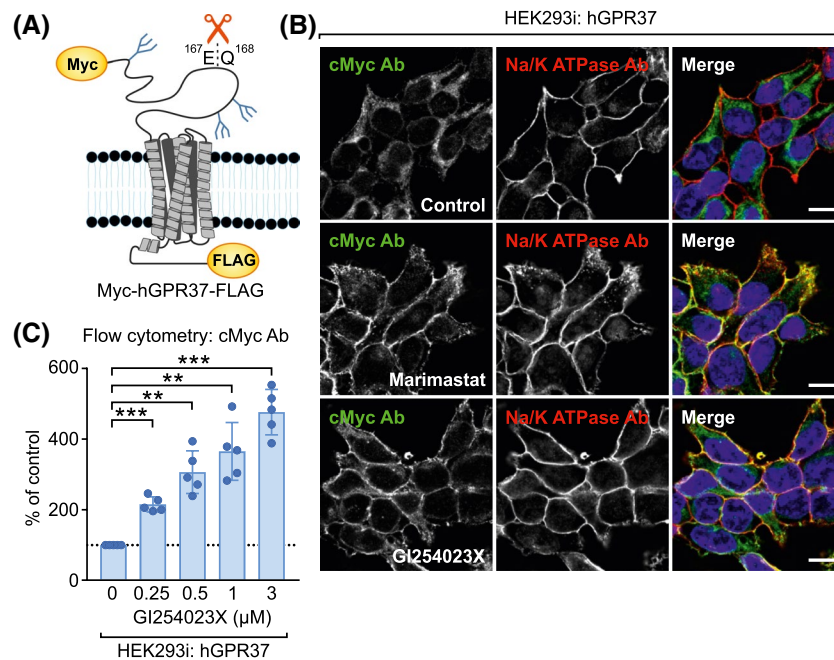 (A)
Myc
167 E Q 168
FLAG
Myc-hGPR37-FLAG
(B)
HEK293i: hGPR37
cMyc Ab
Na/K ATPase Ab
Merge
Control
cMyc Ab
Na/K ATPase Ab
Merge
Marimastat
cMyc Ab
Na/K ATPase Ab
Merge
GI254023X
(C)
Flow cytometry: cMyc Ab
% of control
600
400
200
0
***
**
**
***
0 0.25 0.5 1 3
GI254023X (µM)
HEK293i: hGPR37